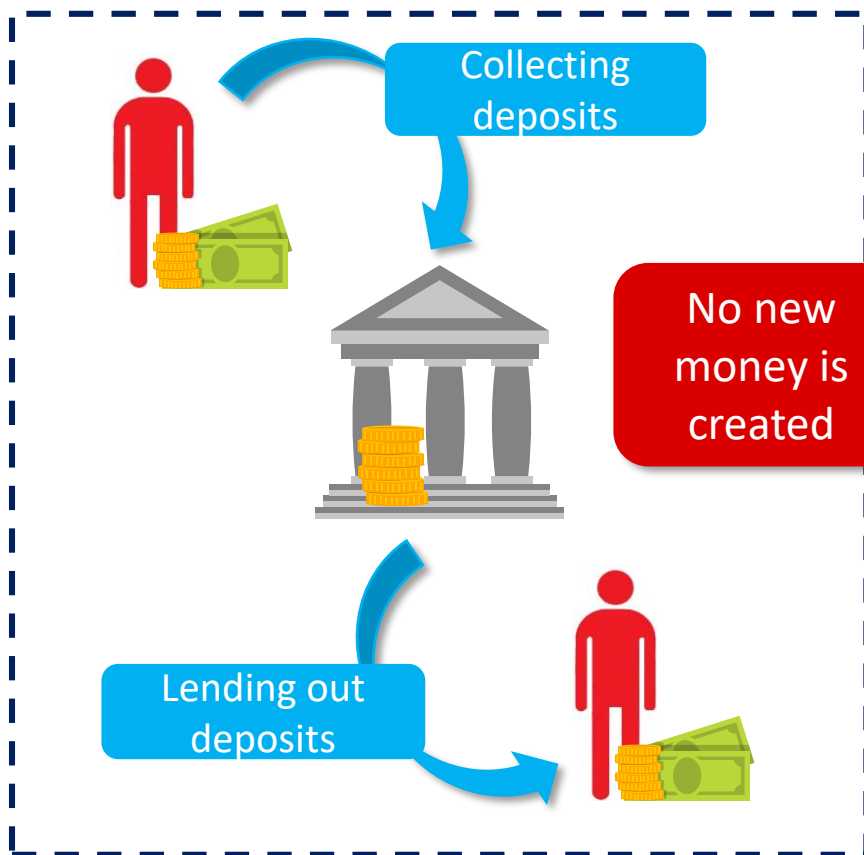 Collecting
deposits
No new
money is
created
Lending out
deposits